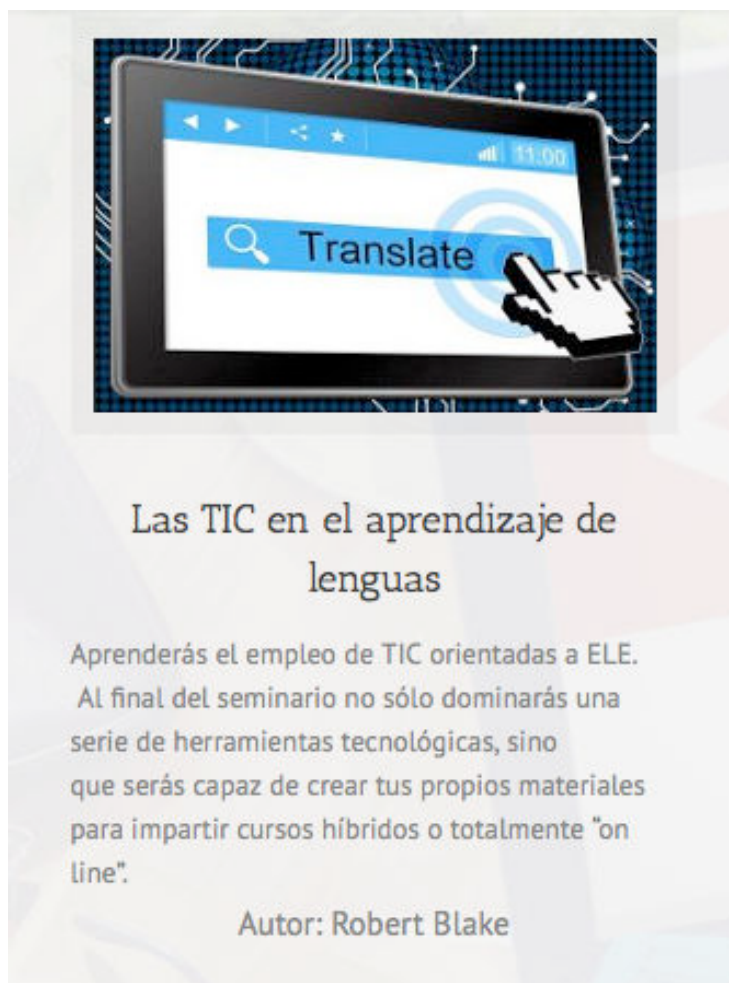 11:00
Translate
Las TIC en el aprendizaje de
lenguas
Aprenderás el empleo de TIC orientadas a ELE.
Al final del seminario no sólo dominarás una
serie de herramientas tecnológicas, sino
que serás capaz de crear tus propios materiales
para impartir cursos híbridos o totalmente “on
line”.
Autor: Robert Blake